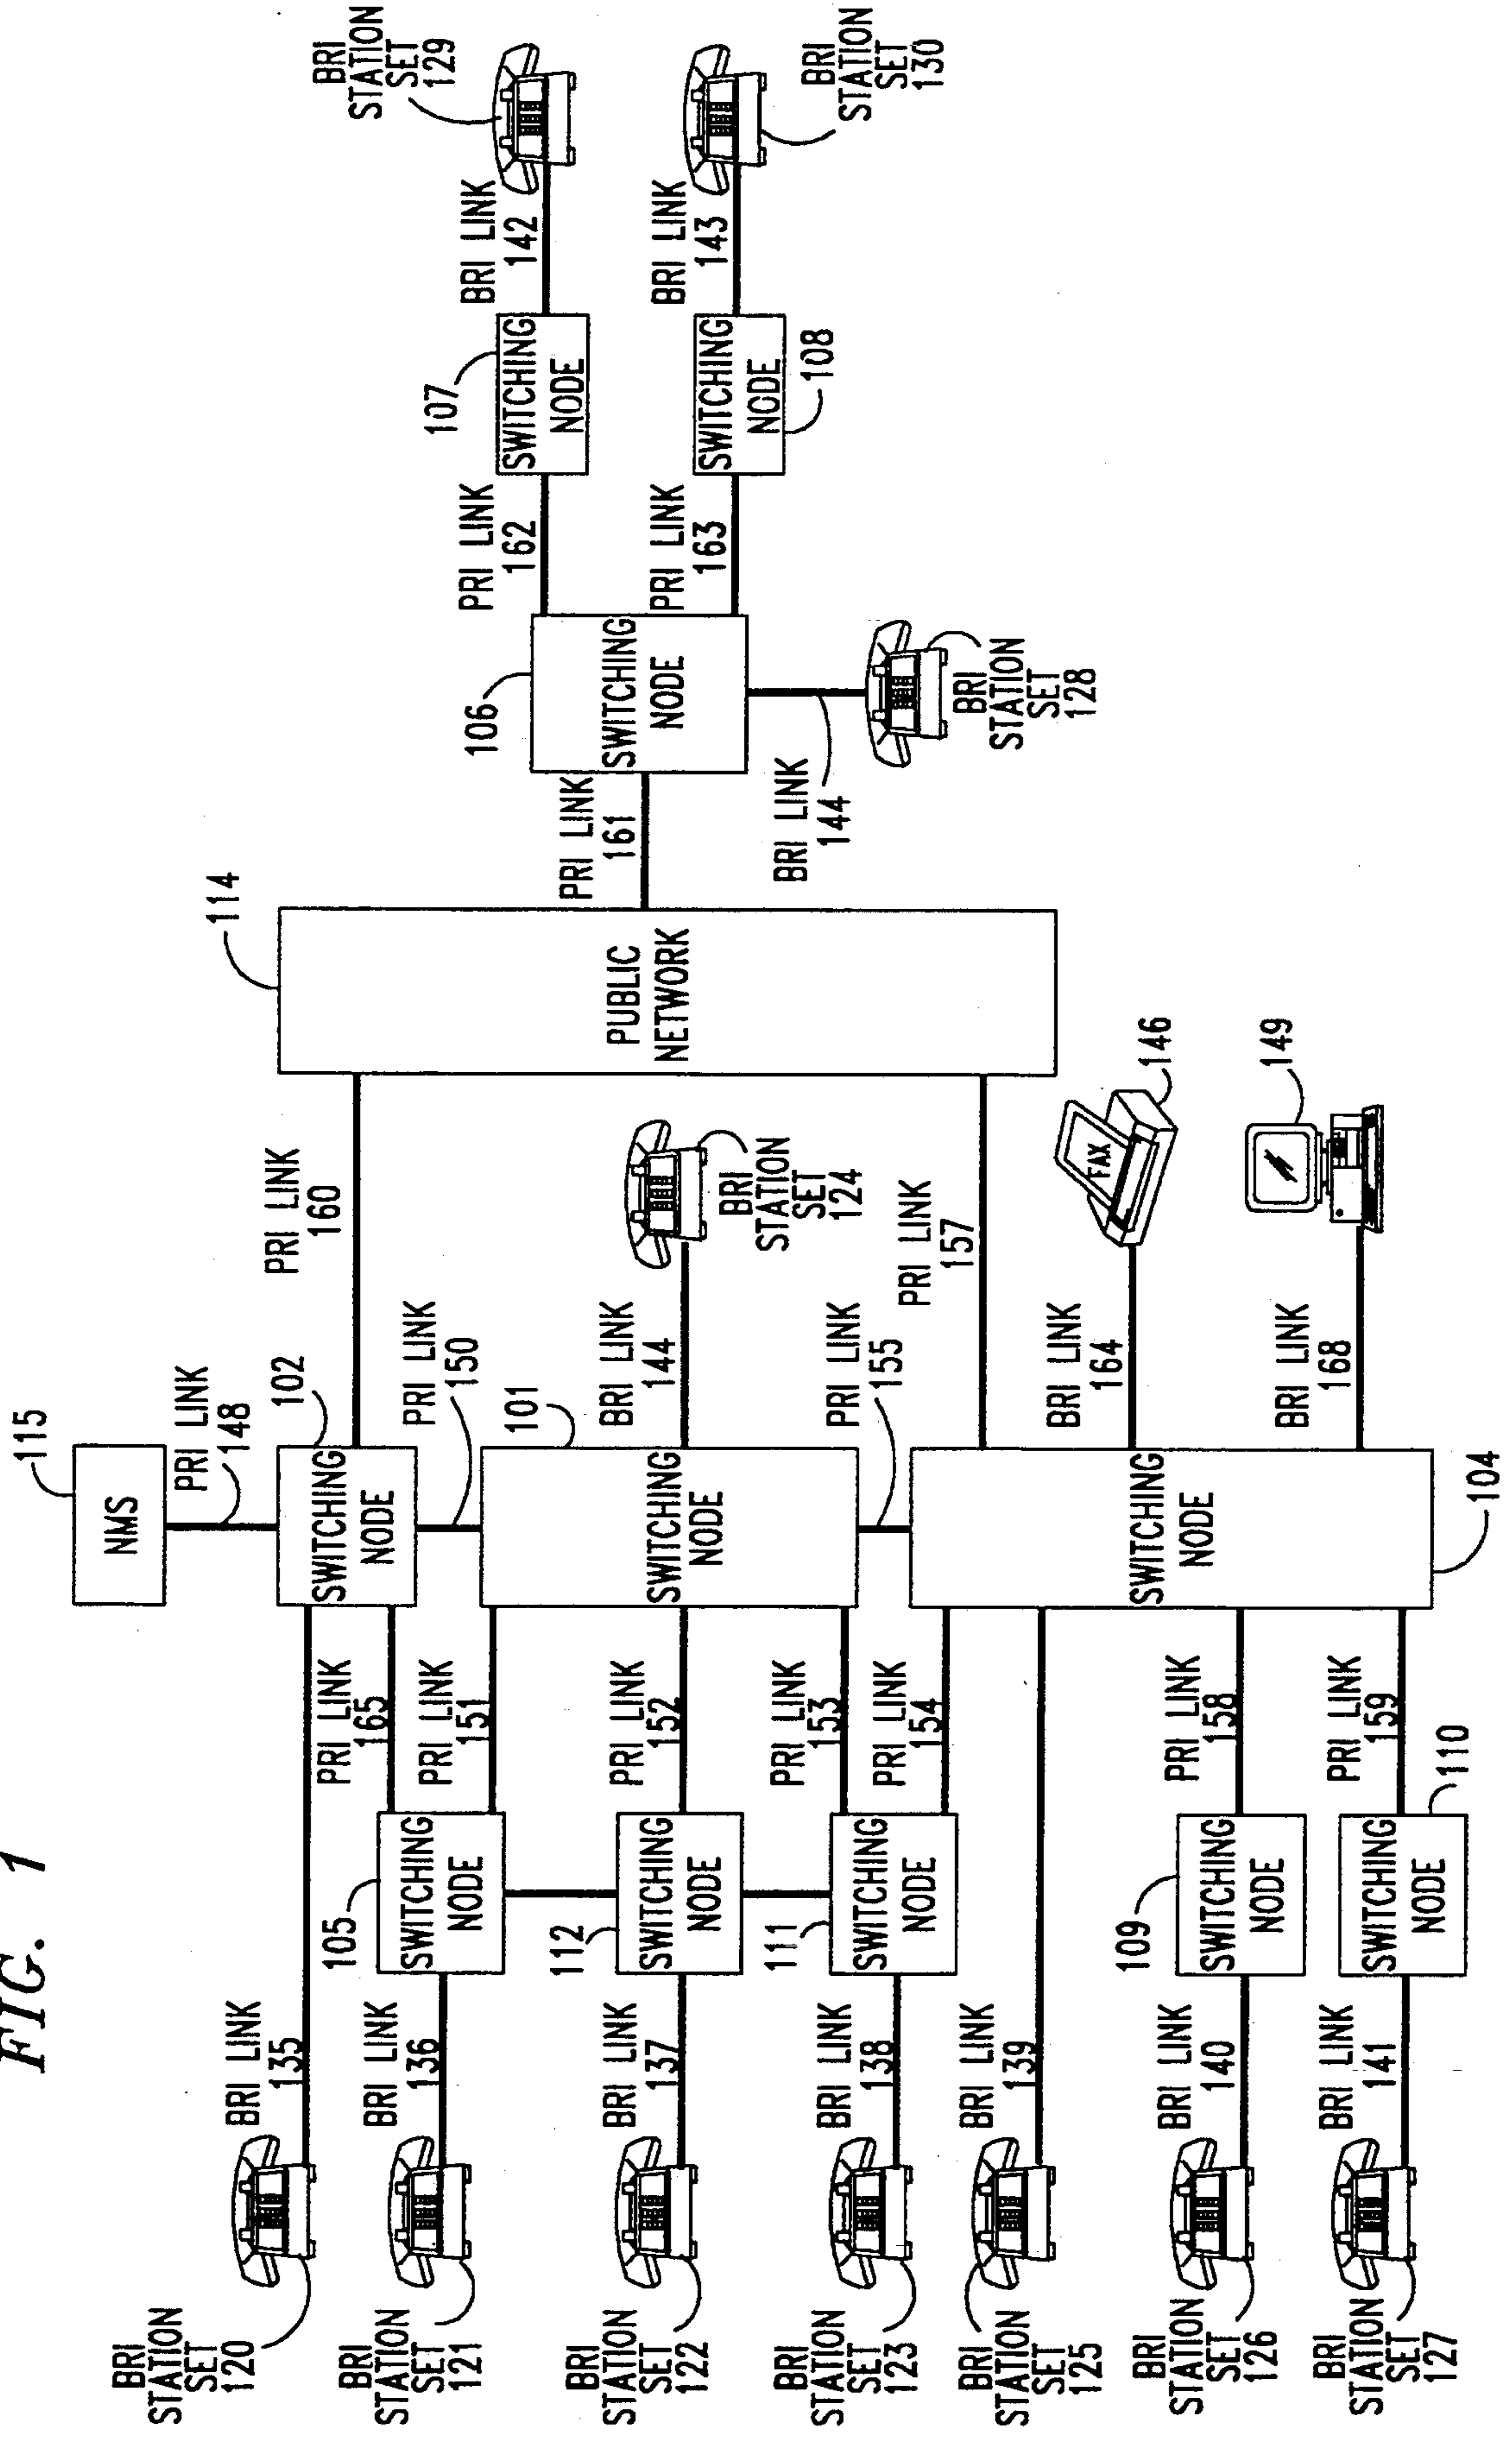 FIG. 1
115
NMS
PRI LINK
148
102
SWITCHING
NODE
PRI LINK
160
114
PUBLIC
NETWORK
PRI LINK
161
106
SWITCHING
NODE
PRI LINK
162
107
SWITCHING
NODE
BRI LINK
142
BRI
STATION
SET
129
PRI LINK
163
SWITCHING
NODE
108
BRI LINK
143
BRI
STATION
SET
130
BRI LINK
144
BRI
STATION
SET
128
PRI LINK
150
101
SWITCHING
NODE
BRI LINK
144
BRI
STATION
SET
124
PRI LINK
155
PRI LINK
157
SWITCHING
NODE
104
BRI LINK
164
FAX
146
BRI LINK
168
149
BRI
STATION
SET
120
BRI LINK
135
PRI LINK
165
PRI LINK
151
BRI
STATION
SET
121
BRI LINK
136
105
SWITCHING
NODE
BRI
STATION
SET
122
BRI LINK
137
112
SWITCHING
NODE
PRI LINK
152
BRI
STATION
SET
123
BRI LINK
138
111
SWITCHING
NODE
PRI LINK
153
PRI LINK
154
BRI
STATION
SET
125
BRI LINK
139
BRI
STATION
SET
126
BRI LINK
140
109
SWITCHING
NODE
PRI LINK
158
BRI
STATION
SET
127
BRI LINK
141
SWITCHING
NODE
110
PRI LINK
159